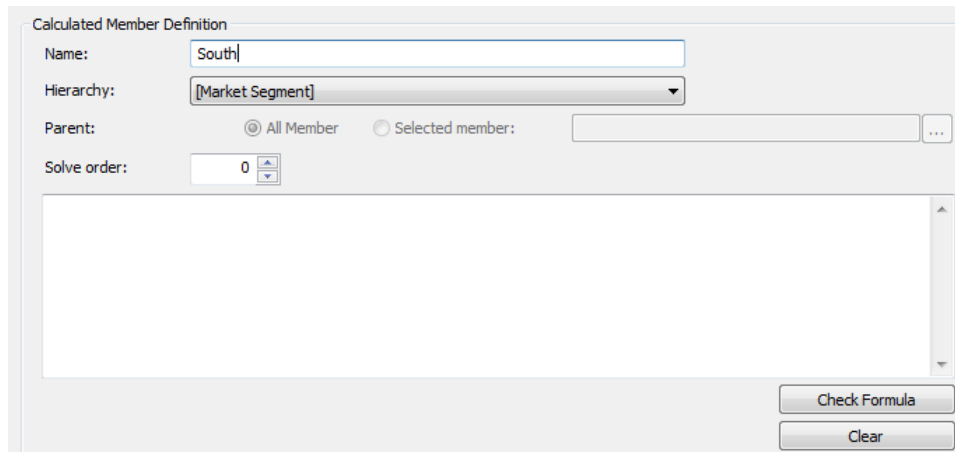 Calculated Member Definition
Name: South
Hierarchy: [Market Segment]
Parent: All Member Selected member: ...
Solve order: 0
Check Formula
Clear